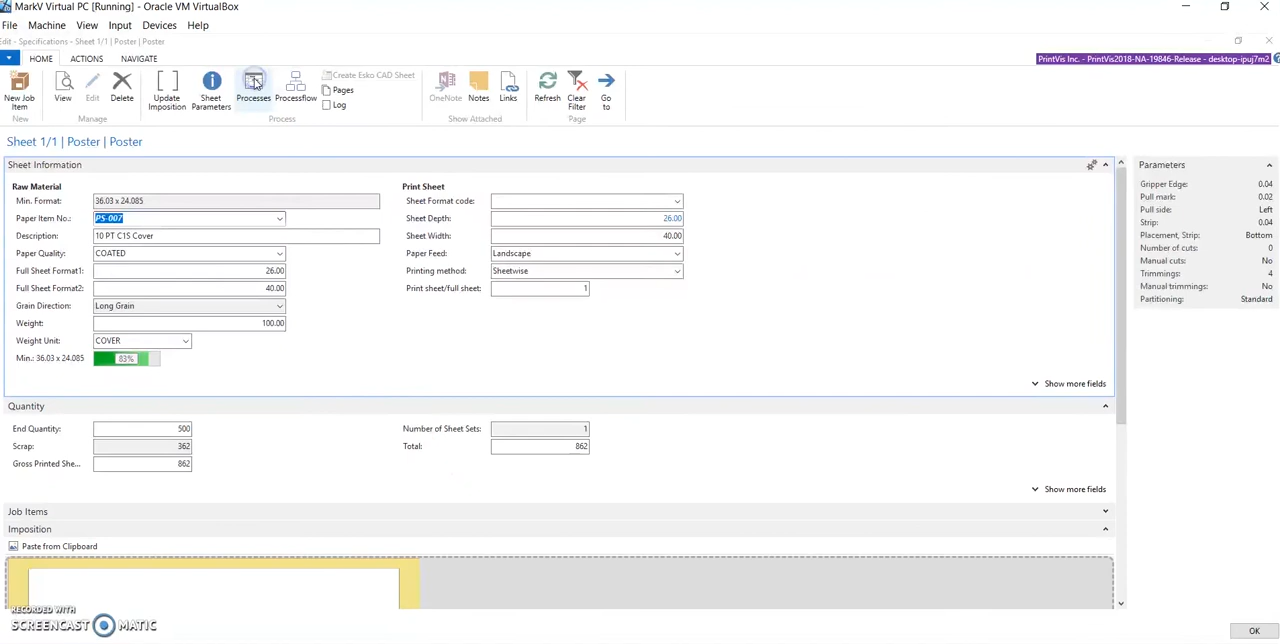 MarkV Virtual PC [Running] - Oracle VM VirtualBox
File Machine View Input Devices Help
Edit - Specifications - Sheet 1/1 | Poster | Poster
HOME ACTIONS NAVIGATE
PrintVis Inc. - PrintVis2018-NA-19846-Release - desktop-ipuj7m2
New Job Item
View
Edit
Delete
Update Imposition
Sheet Parameters
Processes
Processflow
Create Esko CAD Sheet
Pages
Log
OneNote
Notes
Links
Refresh
Clear Filter
Go to
New Manage Process Show Attached Page
Sheet 1/1 | Poster | Poster
Sheet Information
Raw Material
Min. Format: 36.03 x 24.085
Paper Item No.: PS-007
Description: 10 PT C1S Cover
Paper Quality: COATED
Full Sheet Format1: 26.00
Full Sheet Format2: 40.00
Grain Direction: Long Grain
Weight: 100.00
Weight Unit: COVER
Min.: 36.03 x 24.085 83%
Print Sheet
Sheet Format code:
Sheet Depth: 26.00
Sheet Width: 40.00
Paper Feed: Landscape
Printing method: Sheetwise
Print sheet/full sheet: 1
Show more fields
Parameters
Gripper Edge: 0.04
Pull mark: 0.02
Pull side: Left
Strip: 0.04
Placement, Strip: Bottom
Number of cuts: 0
Manual cuts: No
Trimmings: 4
Manual trimmings: No
Partitioning: Standard
Quantity
End Quantity: 500
Scrap: 362
Gross Printed She... 862
Number of Sheet Sets: 1
Total: 862
Show more fields
Job Items
Imposition
Paste from Clipboard
RECORDED WITH
SCREENCAST MATIC
OK